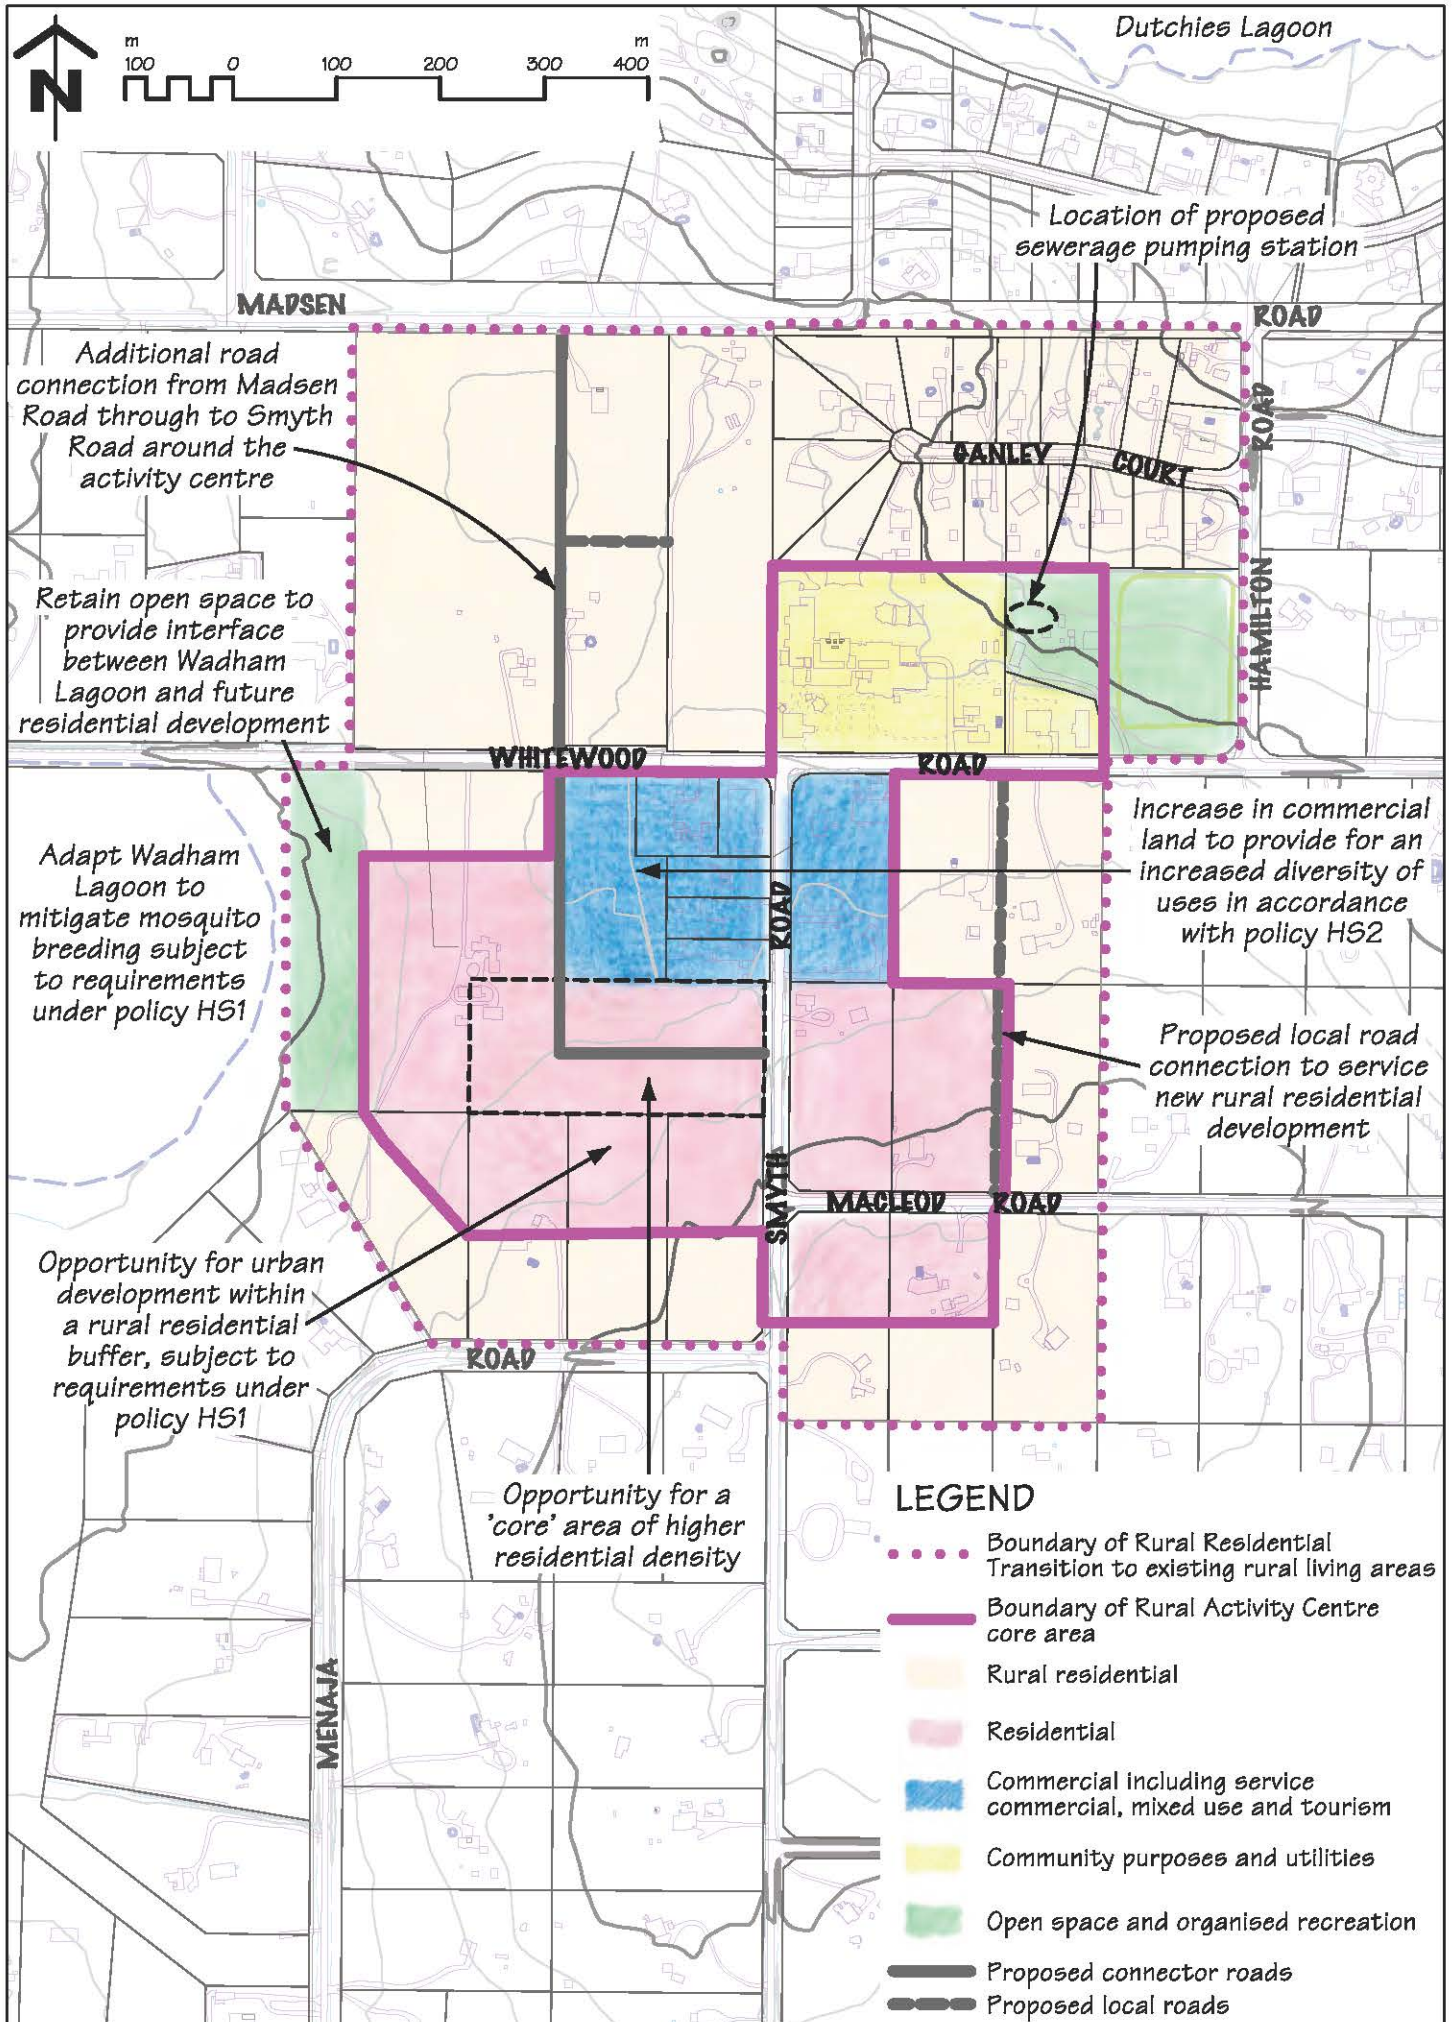 Dutchies Lagoon
m
m
100
0
100
200
300
400
N
Location of proposed
sewerage pumping station
MADSEN
ROAD
Additional road
connection from Madsen
Road through to Smyth
Road around the
activity centre
ROAD
GANLEY
COURT
HAMILTON
Retain open space to
provide interface
between Wadham
Lagoon and future
residential development
WHITEWOOD
ROAD
Adapt Wadham
Lagoon to
mitigate mosquito
breeding subject
to requirements
under policy HS1
ROAD
Increase in commercial
land to provide for an
increased diversity of
uses in accordance
with policy HS2
Proposed local road
connection to service
new rural residential
development
SMYTH
MACLEOD
ROAD
Opportunity for urban
development within
a rural residential
buffer, subject to
requirements under
policy HS1
ROAD
Opportunity for a
'core' area of higher
residential density
MENAJA
LEGEND
Boundary of Rural Residential
Transition to existing rural living areas
Boundary of Rural Activity Centre
core area
Rural residential
Residential
Commercial including service
commercial, mixed use and tourism
Community purposes and utilities
Open space and organised recreation
Proposed connector roads
Proposed local roads